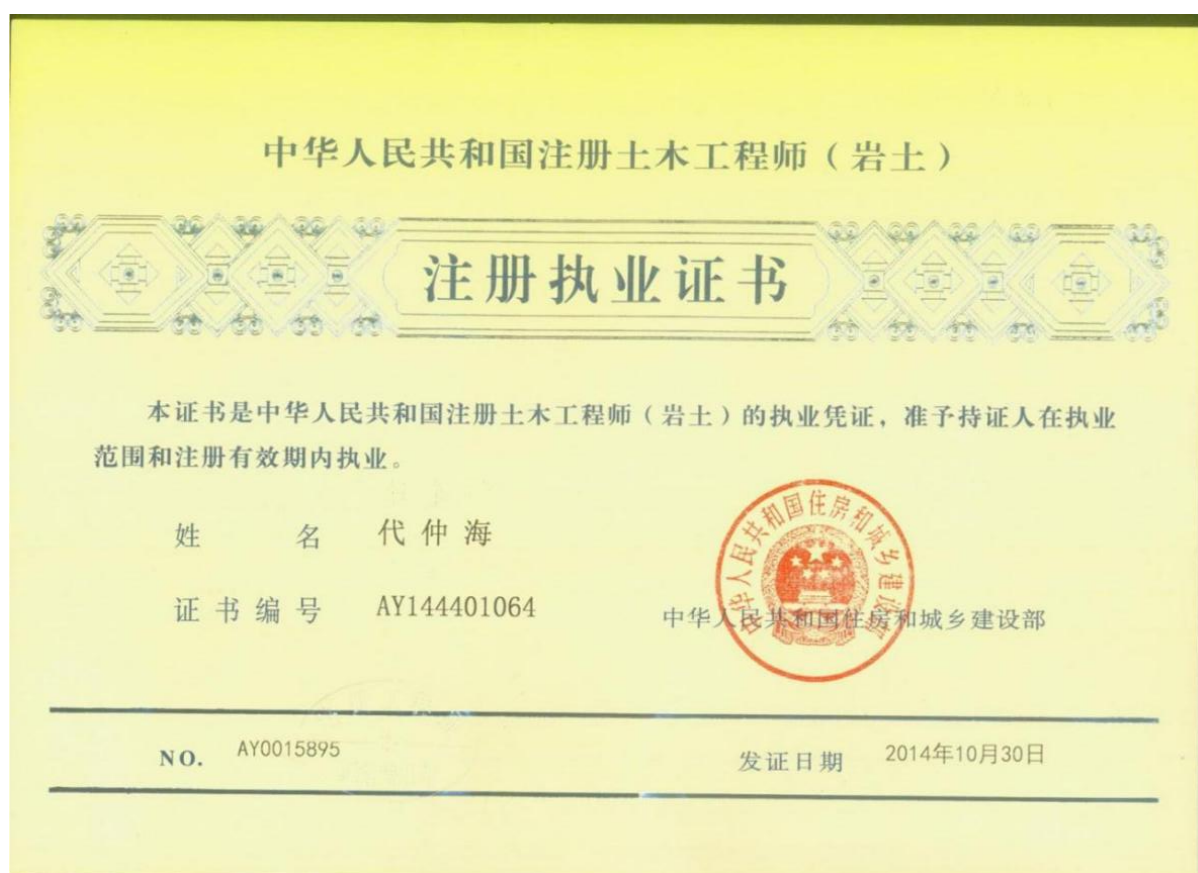 中华人民共和国注册土木工程师（岩土）
注册执业证书
本证书是中华人民共和国注册土木工程师（岩土）的执业凭证，准予持证人在执业
范围和注册有效期内执业。
姓 名 代仲海
证书编号 AY144401064
中华人民共和国住房和城乡建设部
中华人民共和国住房和城乡建设部
NO. AY0015895
发证日期 2014年10月30日